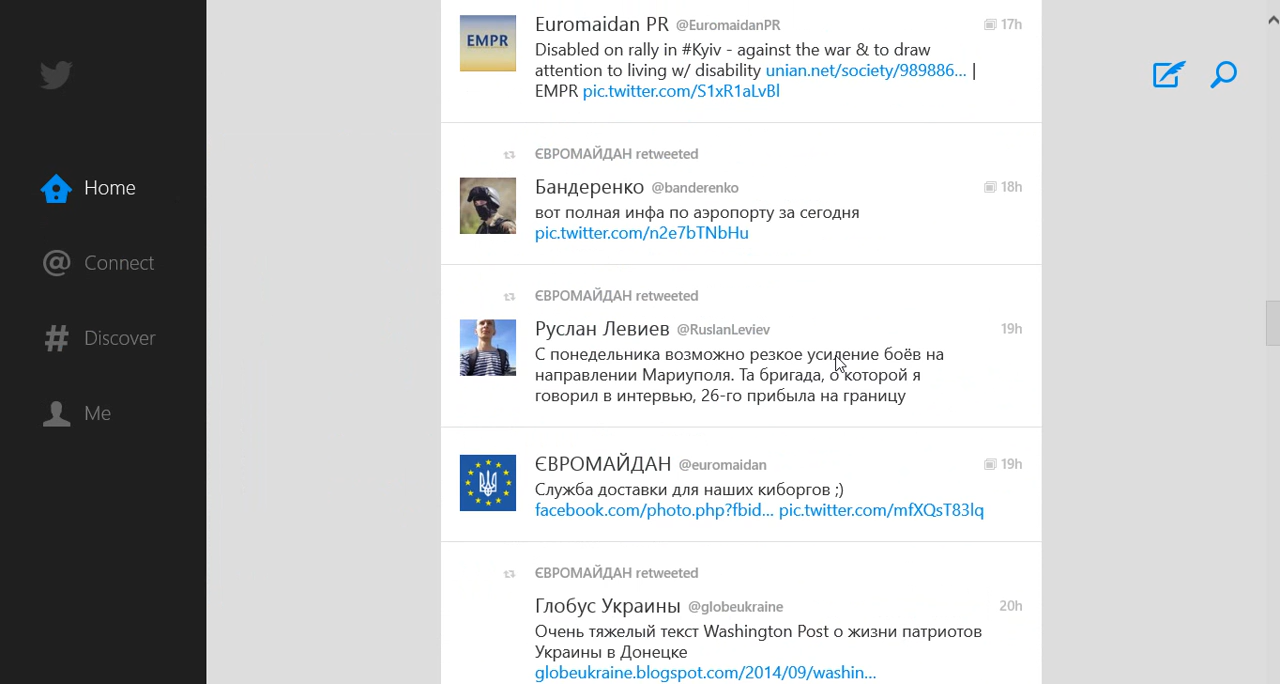 Euromaidan PR @EuromaidanPR 17h
EMPR
Disabled on rally in #Kyiv - against the war & to draw
attention to living w/ disability unian.net/society/989886... |
EMPR pic.twitter.com/S1xR1aLvBl
Home
Connect
Discover
Me
ЄВРОМАЙДАН retweeted
Бандеренко @banderenko 18h
вот полная инфа по аэропорту за сегодня
pic.twitter.com/n2e7bTNbHu
ЄВРОМАЙДАН retweeted
Руслан Левиев @RuslanLeviev 19h
С понедельника возможно резкое усиление боёв на
направлении Мариуполя. Та бригада, о которой я
говорил в интервью, 26-го прибыла на границу
ЄВРОМАЙДАН @euromaidan 19h
Служба доставки для наших киборгов ;)
facebook.com/photo.php?fbid... pic.twitter.com/mfXQsT83lq
ЄВРОМАЙДАН retweeted
Глобус Украины @globeukraine 20h
Очень тяжелый текст Washington Post о жизни патриотов
Украины в Донецке
globeukraine.blogspot.com/2014/09/washin...